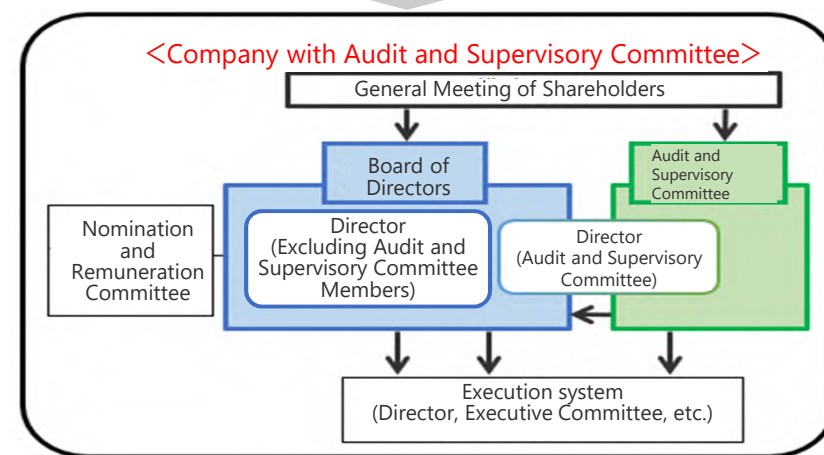 <Company with Audit and Supervisory Committee>
General Meeting of Shareholders
Board of
Directors
Audit and
Supervisory
Committee
Nomination
and
Remuneration
Committee
Director
(Excluding Audit and
Supervisory Committee
Members)
Director
(Audit and Supervisory
Committee)
Execution system
(Director, Executive Committee, etc.)